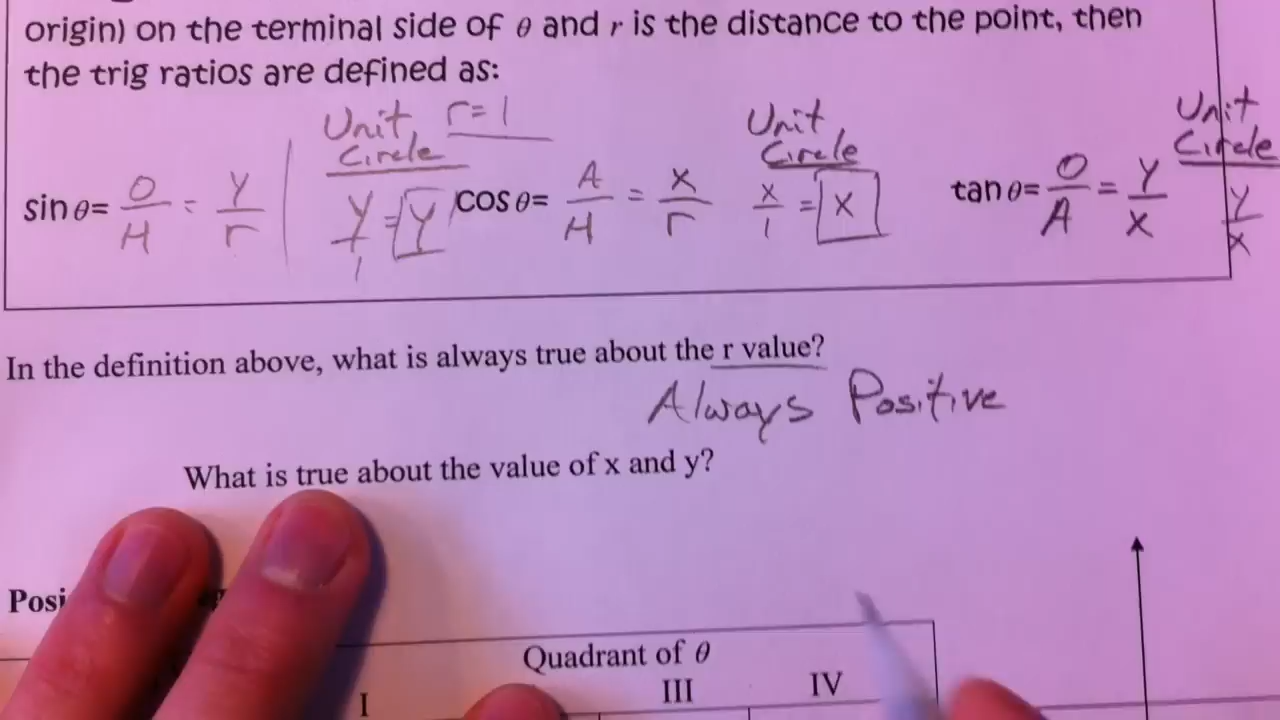 origin) on the terminal side of θ and r is the distance to the point, then
the trig ratios are defined as:
Unit Circle r=1
sin θ= O/H = y/r | y/1 = y
Unit Circle
cos θ= A/H = x/r x/1 = x
Unit Circle
tan θ= O/A = y/x y/x
In the definition above, what is always true about the r value?
Always Positive
What is true about the value of x and y?
Posi
Quadrant of θ
I III IV